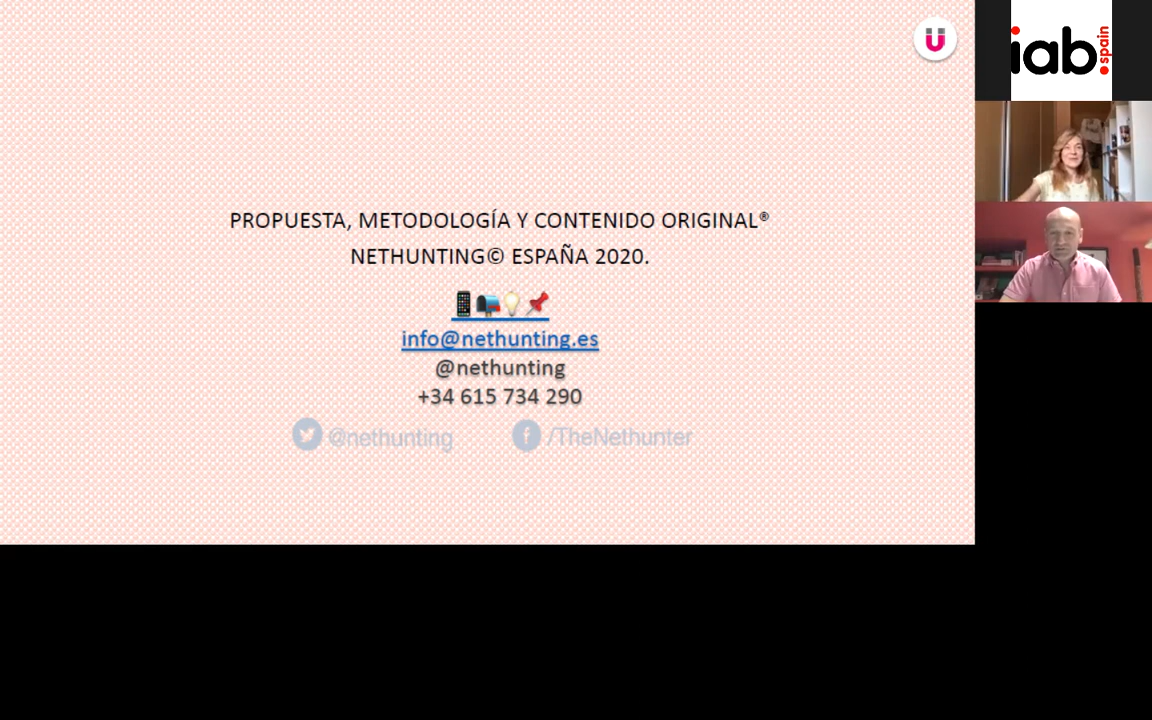 PROPUESTA, METODOLOGÍA Y CONTENIDO ORIGINAL®
NETHUNTING© ESPAÑA 2020.
info@nethunting.es
@nethunting
+34 615 734 290
@nethunting /TheNethunter
iab.spain